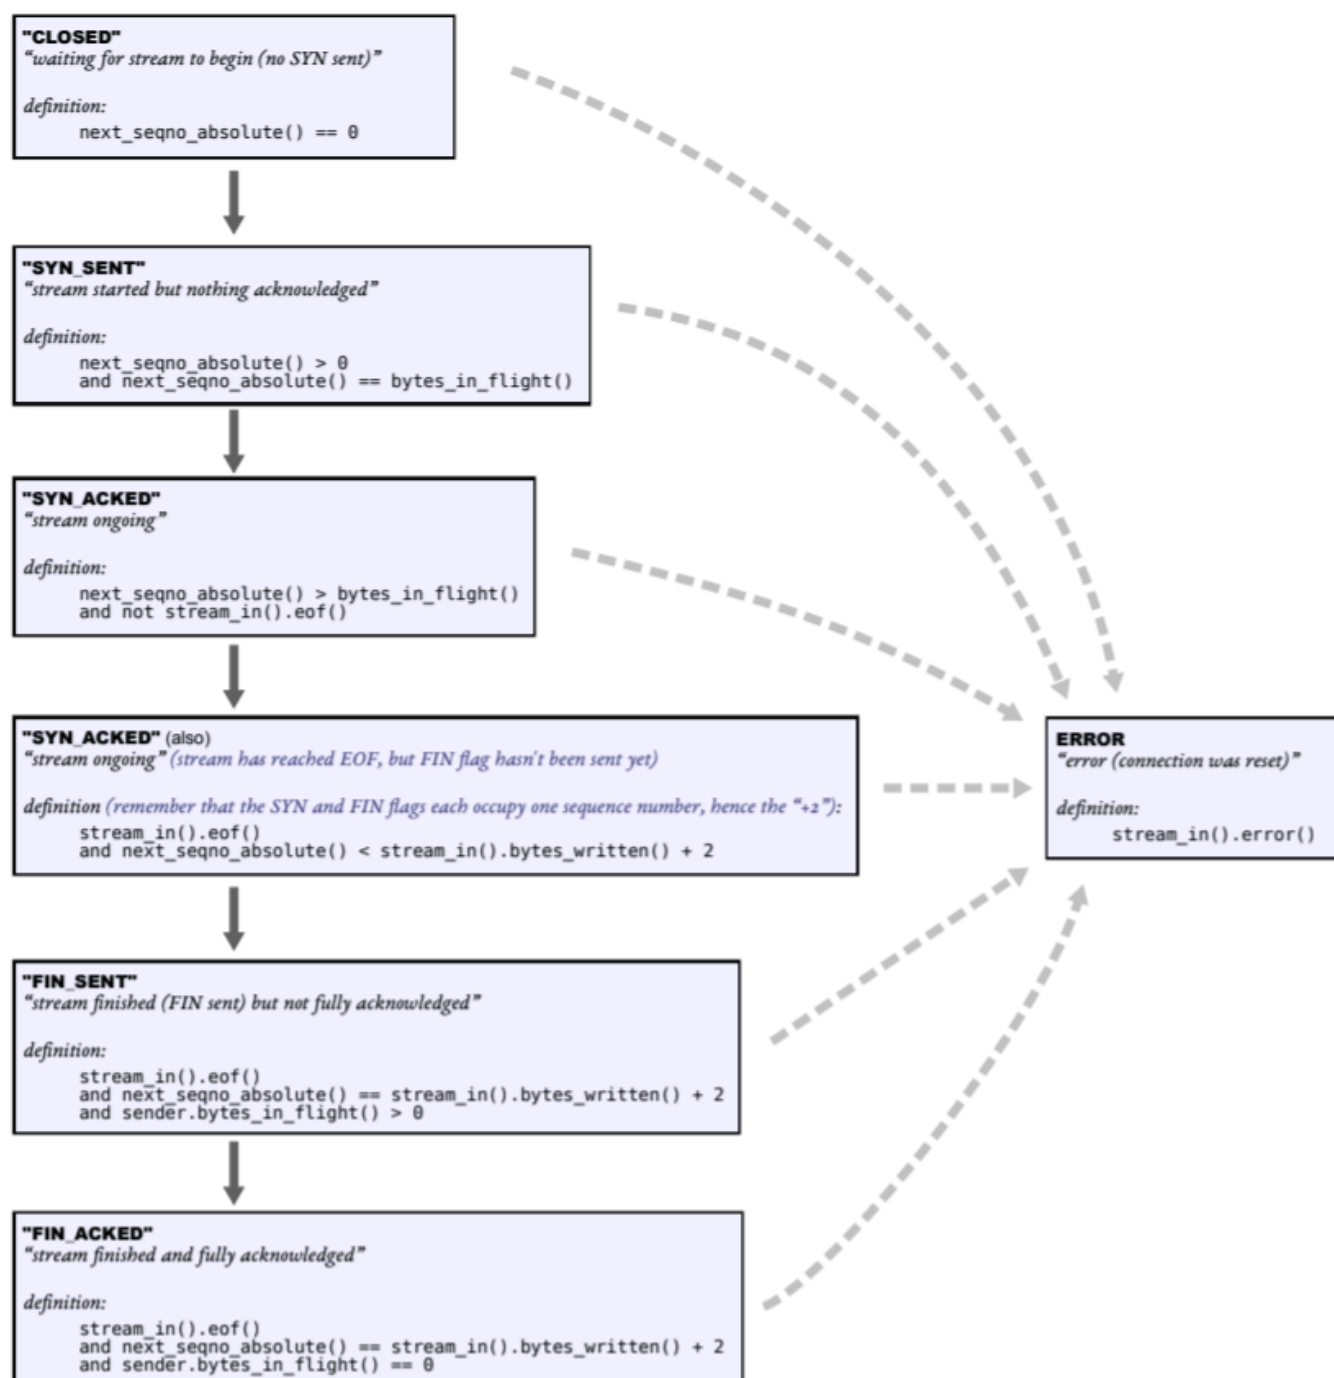 "CLOSED"
“waiting for stream to begin (no SYN sent)”
definition:
next_seqno_absolute() == 0
"SYN_SENT"
“stream started but nothing acknowledged”
definition:
next_seqno_absolute() > 0
and next_seqno_absolute() == bytes_in_flight()
"SYN_ACKED"
“stream ongoing”
definition:
next_seqno_absolute() > bytes_in_flight()
and not stream_in().eof()
"SYN_ACKED" (also)
“stream ongoing” (stream has reached EOF, but FIN flag hasn't been sent yet)
definition (remember that the SYN and FIN flags each occupy one sequence number, hence the “+2”):
stream_in().eof()
and next_seqno_absolute() < stream_in().bytes_written() + 2
ERROR
“error (connection was reset)”
definition:
stream_in().error()
"FIN_SENT"
“stream finished (FIN sent) but not fully acknowledged”
definition:
stream_in().eof()
and next_seqno_absolute() == stream_in().bytes_written() + 2
and sender.bytes_in_flight() > 0
"FIN_ACKED"
“stream finished and fully acknowledged”
definition:
stream_in().eof()
and next_seqno_absolute() == stream_in().bytes_written() + 2
and sender.bytes_in_flight() == 0